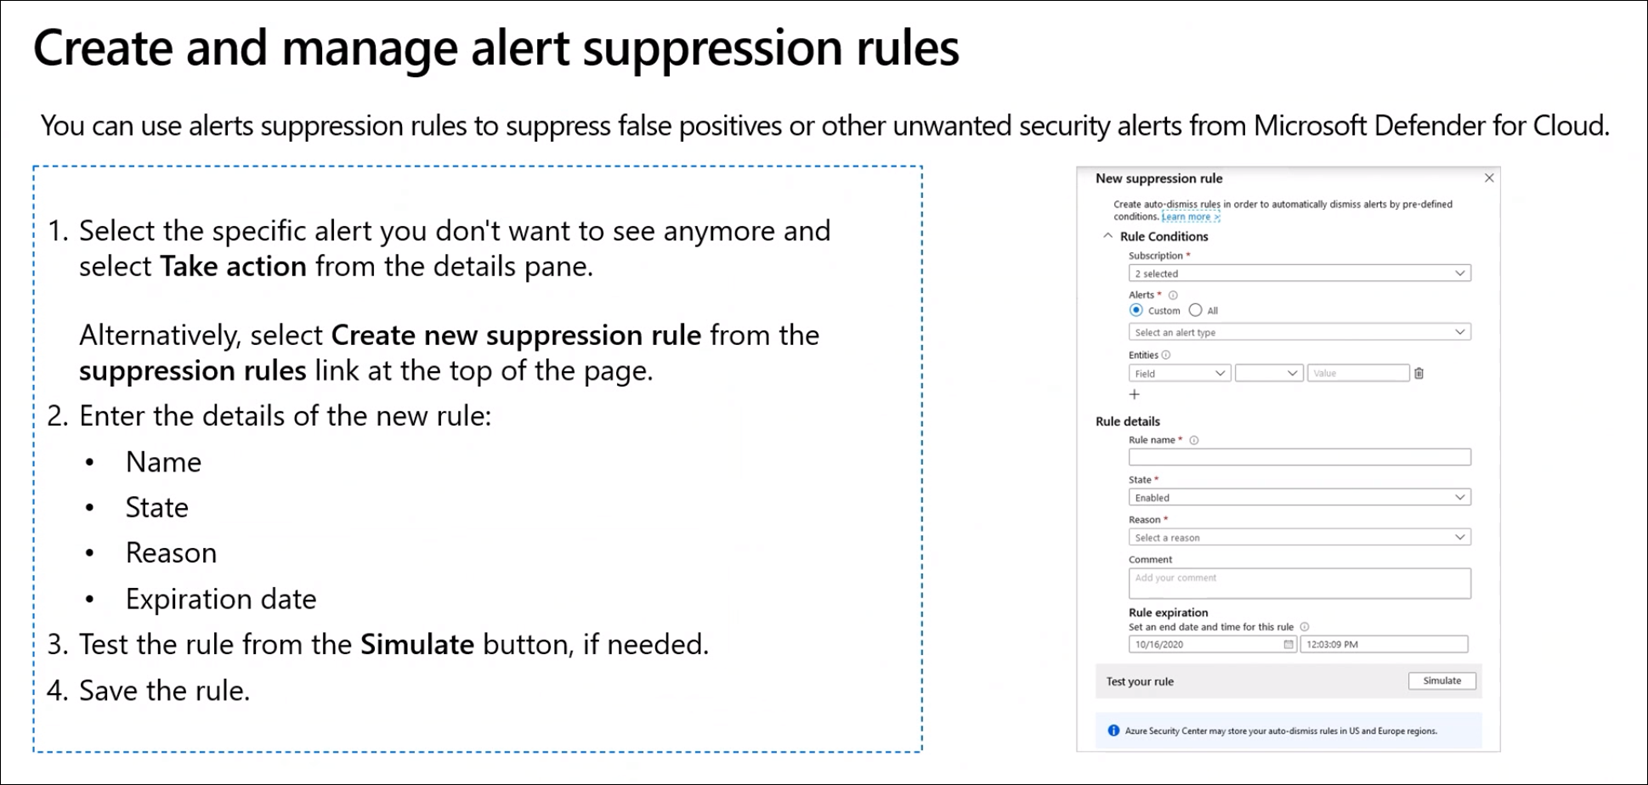 Create and manage alert suppression rules
You can use alerts suppression rules to suppress false positives or other unwanted security alerts from Microsoft Defender for Cloud.
1. Select the specific alert you don't want to see anymore and
select Take action from the details pane.
Alternatively, select Create new suppression rule from the
suppression rules link at the top of the page.
2. Enter the details of the new rule:
• Name
• State
• Reason
• Expiration date
3. Test the rule from the Simulate button, if needed.
4. Save the rule.
New suppression rule
Create auto-dismiss rules in order to automatically dismiss alerts by pre-defined
conditions. Learn more >
Rule Conditions
Subscription *
2 selected
Alerts *
Custom All
Select an alert type
Entities
Field Value
Rule details
Rule name *
State *
Enabled
Reason *
Select a reason
Comment
Add your comment
Rule expiration
Set an end date and time for this rule
10/16/2020 12:03:09 PM
Test your rule Simulate
Azure Security Center may store your auto-dismiss rules in US and Europe regions.